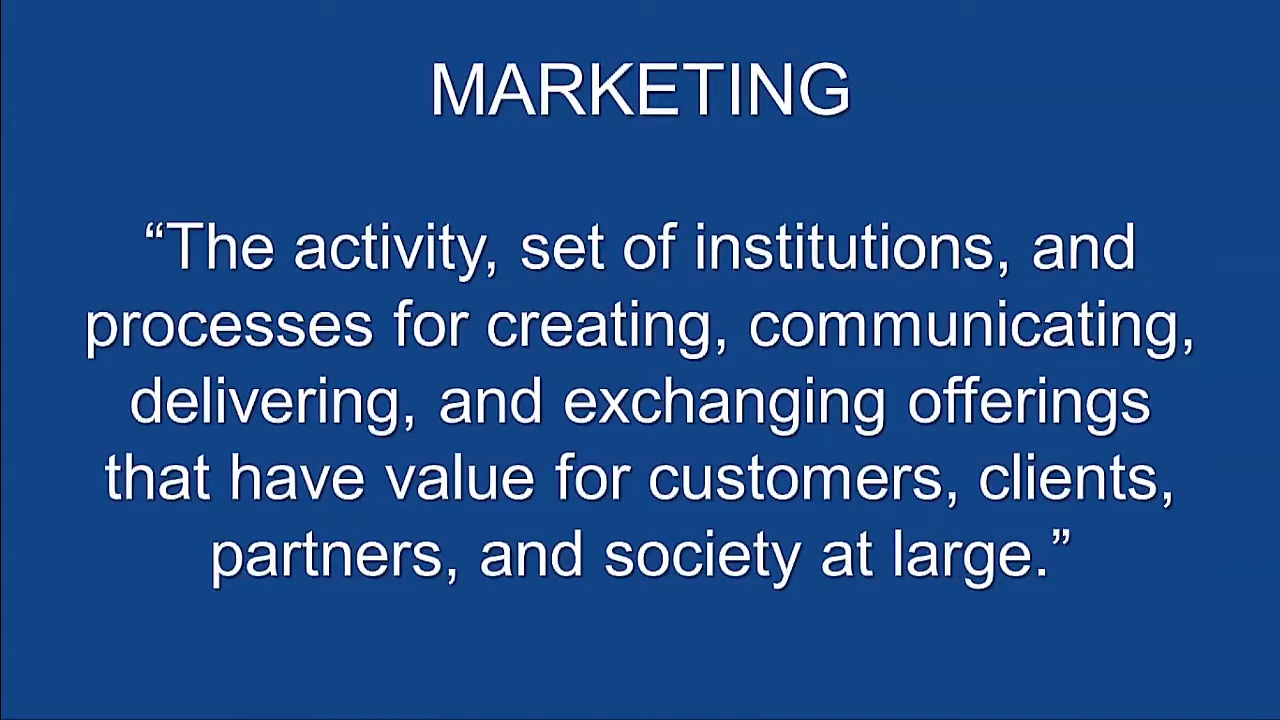 MARKETING
“The activity, set of institutions, and
processes for creating, communicating,
delivering, and exchanging offerings
that have value for customers, clients,
partners, and society at large.”